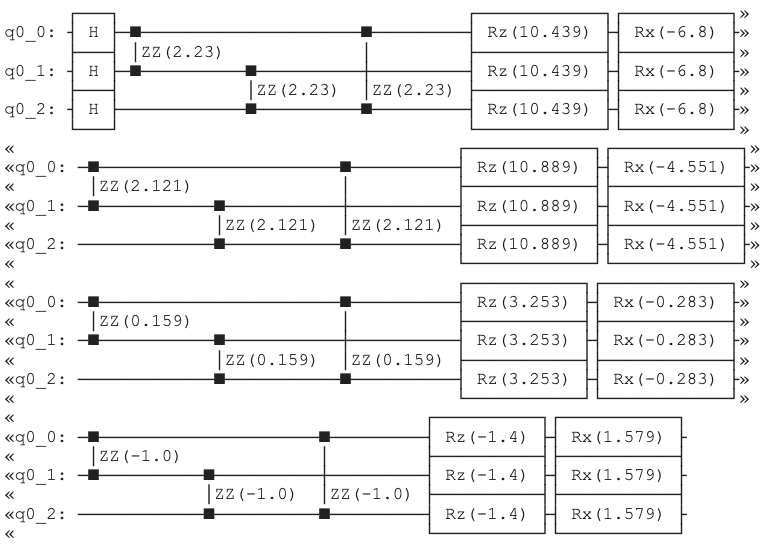 »
q0_0: H Rz(10.439) Rx(-6.8) »
ZZ(2.23)
q0_1: H Rz(10.439) Rx(-6.8) »
ZZ(2.23) ZZ(2.23)
q0_2: H Rz(10.439) Rx(-6.8) »
»
« »
«q0_0: Rz(10.889) Rx(-4.551) »
« ZZ(2.121) »
«q0_1: Rz(10.889) Rx(-4.551) »
« ZZ(2.121) ZZ(2.121) »
«q0_2: Rz(10.889) Rx(-4.551) »
« »
« »
«q0_0: Rz(3.253) Rx(-0.283) »
« ZZ(0.159)
«q0_1: Rz(3.253) Rx(-0.283) »
« ZZ(0.159) ZZ(0.159)
«q0_2: Rz(3.253) Rx(-0.283) »
« »
«
«q0_0: Rz(-1.4) Rx(1.579)
« ZZ(-1.0)
«q0_1: Rz(-1.4) Rx(1.579)
« ZZ(-1.0) ZZ(-1.0)
«q0_2: Rz(-1.4) Rx(1.579)
«